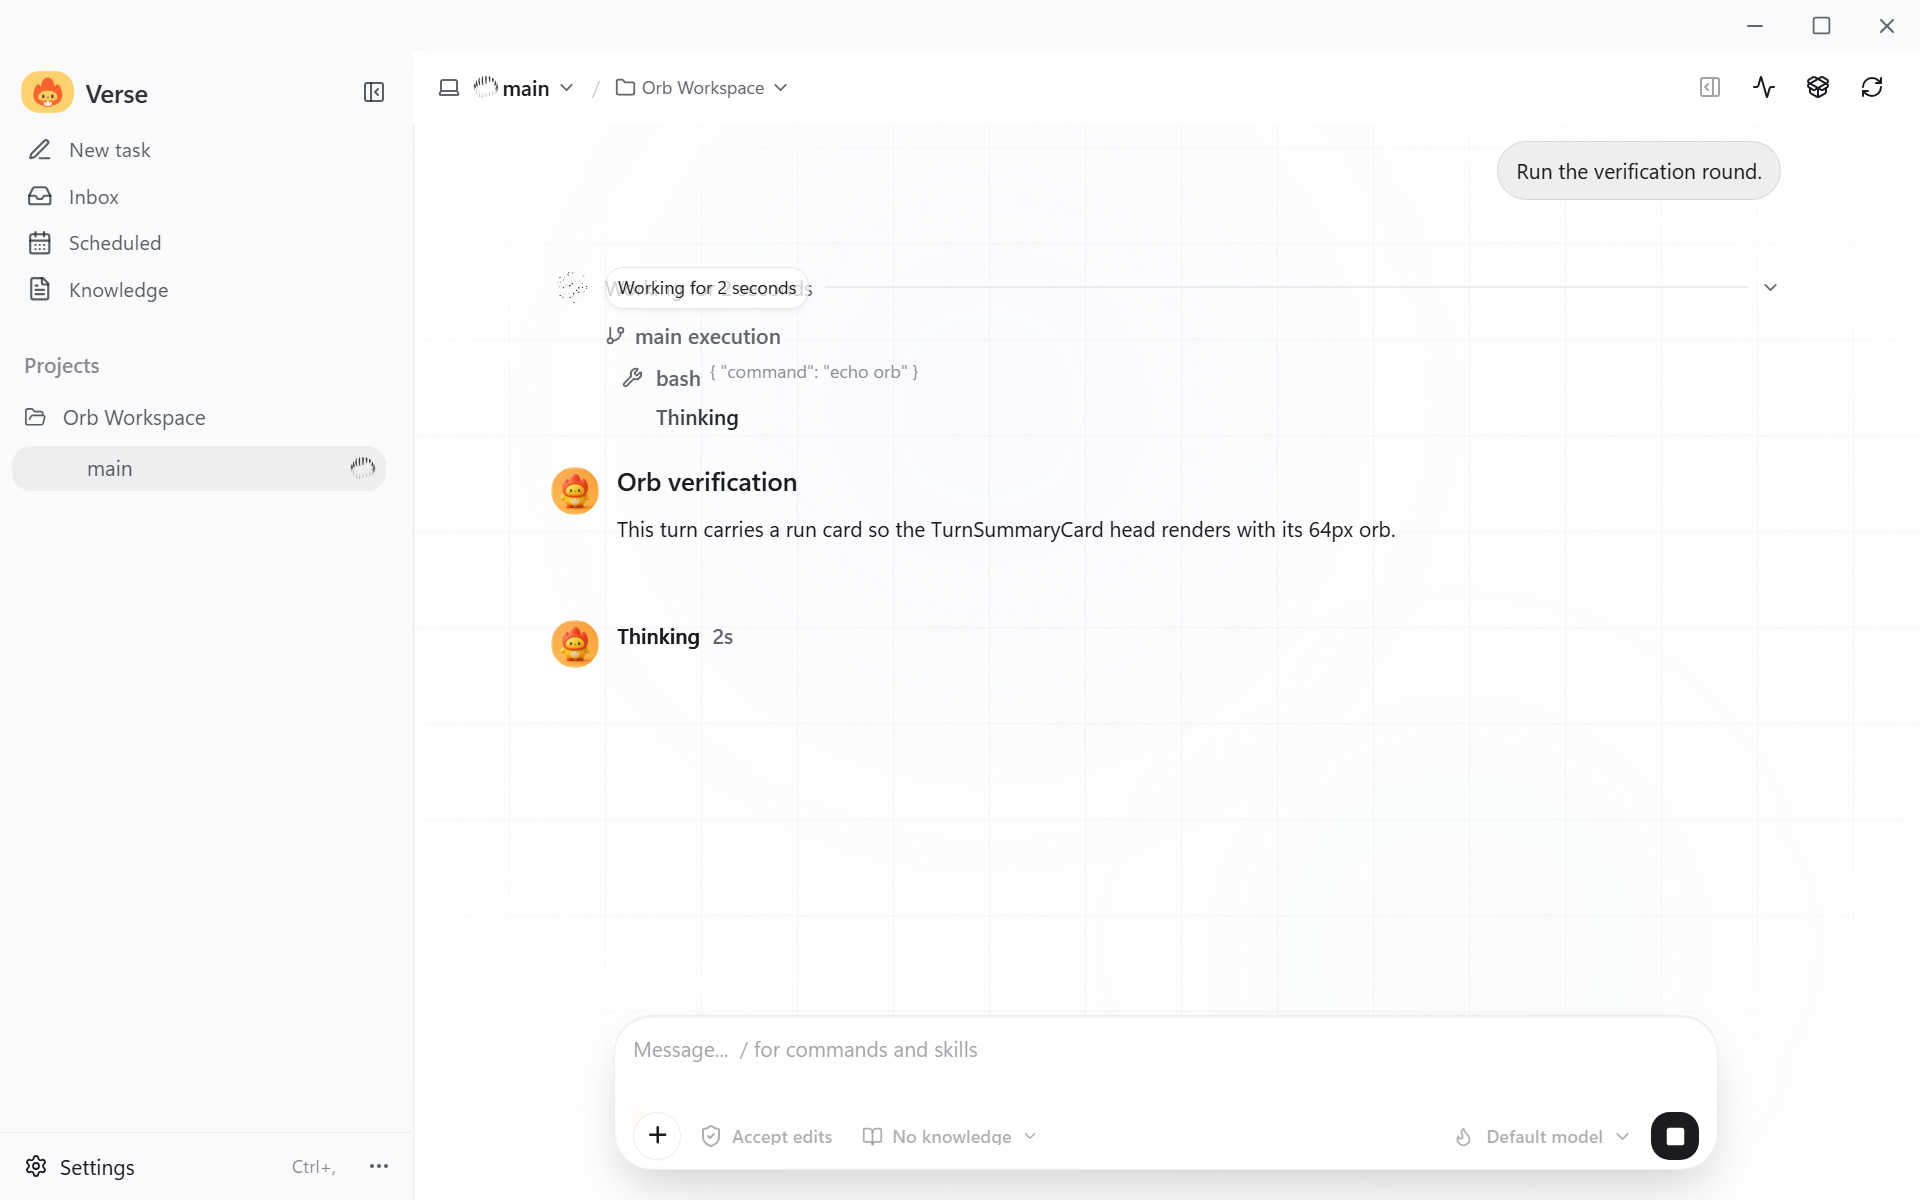 Verse
New task
Inbox
Scheduled
Knowledge
Projects
Orb Workspace
main
Settings
Ctrl+,
main / Orb Workspace
Run the verification round.
Working for 2 seconds
main execution
bash { "command": "echo orb" }
Thinking
Orb verification
This turn carries a run card so the TurnSummaryCard head renders with its 64px orb.
Thinking 2s
Message... / for commands and skills
Accept edits
No knowledge
Default model